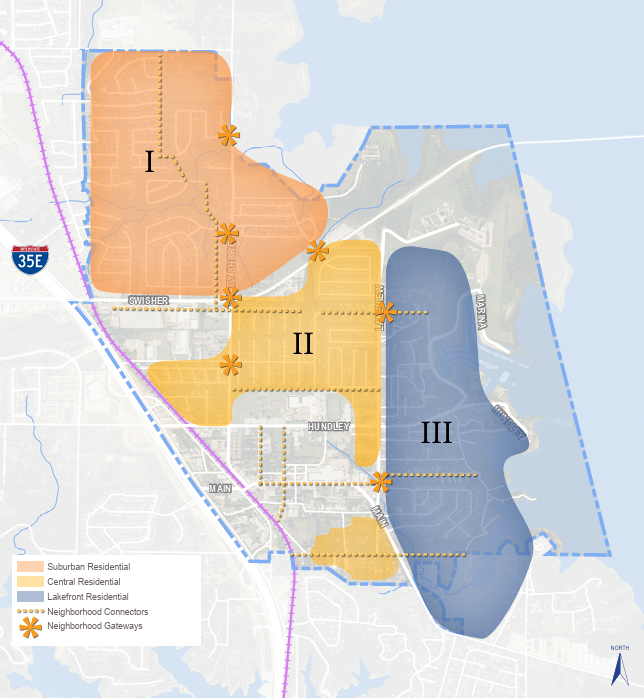 I
INTERSTATE
35E
SWISHER
MARINA
II
III
HUNDLEY
MAIN
MAIN
Suburban Residential
Central Residential
Lakefront Residential
Neighborhood Connectors
Neighborhood Gateways
NORTH